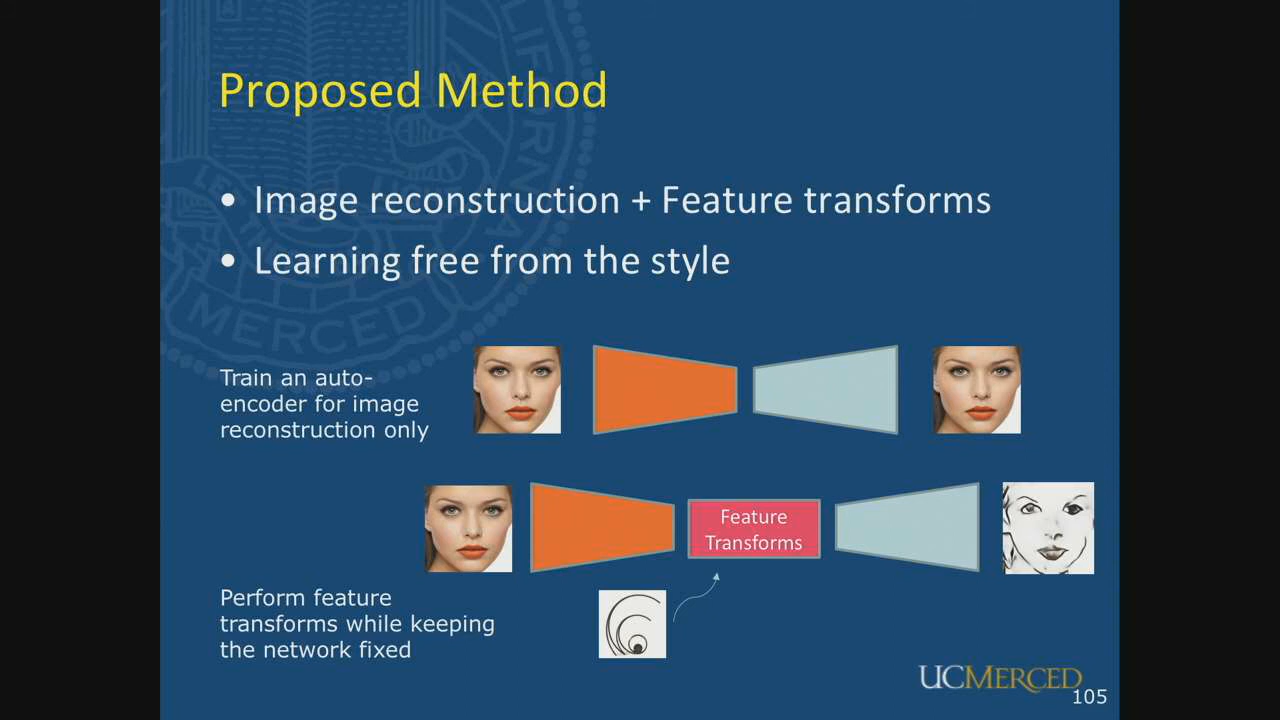 Proposed Method
• Image reconstruction + Feature transforms
• Learning free from the style
Train an auto-
encoder for image
reconstruction only
Feature
Transforms
Perform feature
transforms while keeping
the network fixed
UCMERCED
105